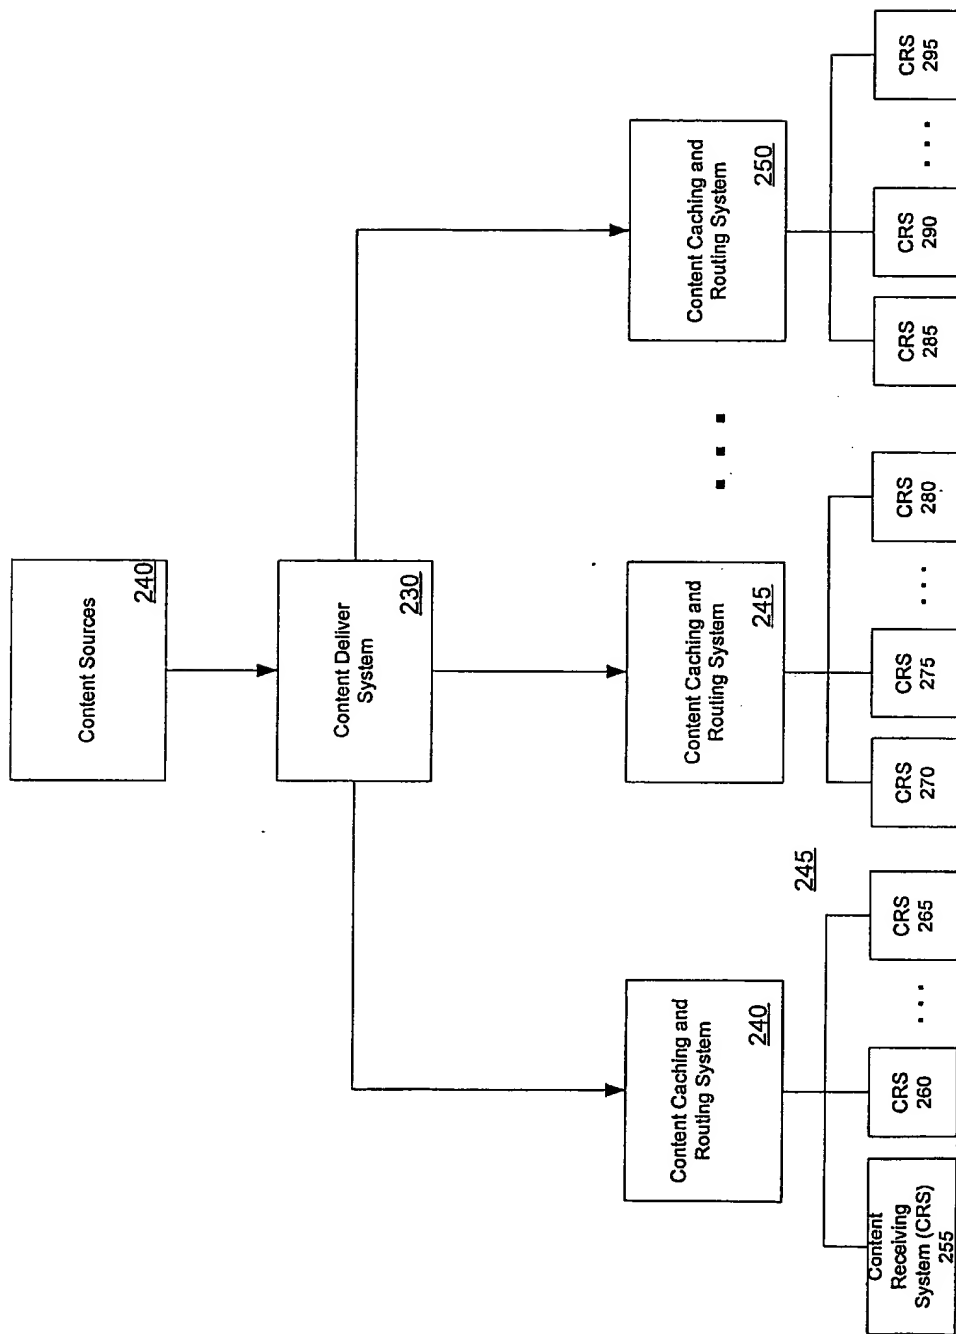 Content Sources
240
Content Deliver
System
230
Content Caching and
Routing System
240
Content Caching and
Routing System
245
Content Caching and
Routing System
250
245
Content
Receiving
System (CRS)
255
CRS
260
CRS
265
CRS
270
CRS
275
CRS
280
CRS
285
CRS
290
CRS
295